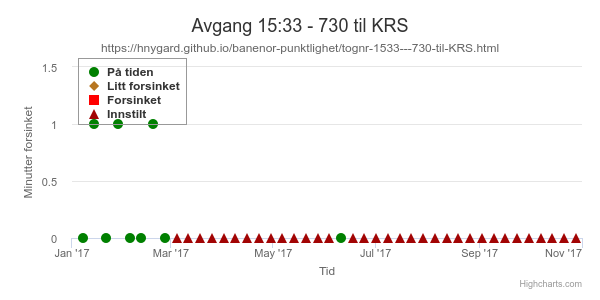 Avgang 15:33 - 730 til KRS
https://hnygard.github.io/banenor-punktlighet/tognr-1533---730-til-KRS.html
På tiden
Litt forsinket
Forsinket
Innstilt
Minutter forsinket
1.5
1
0.5
0
Jan '17 Mar '17 May '17 Jul '17 Sep '17 Nov '17
Tid
Highcharts.com